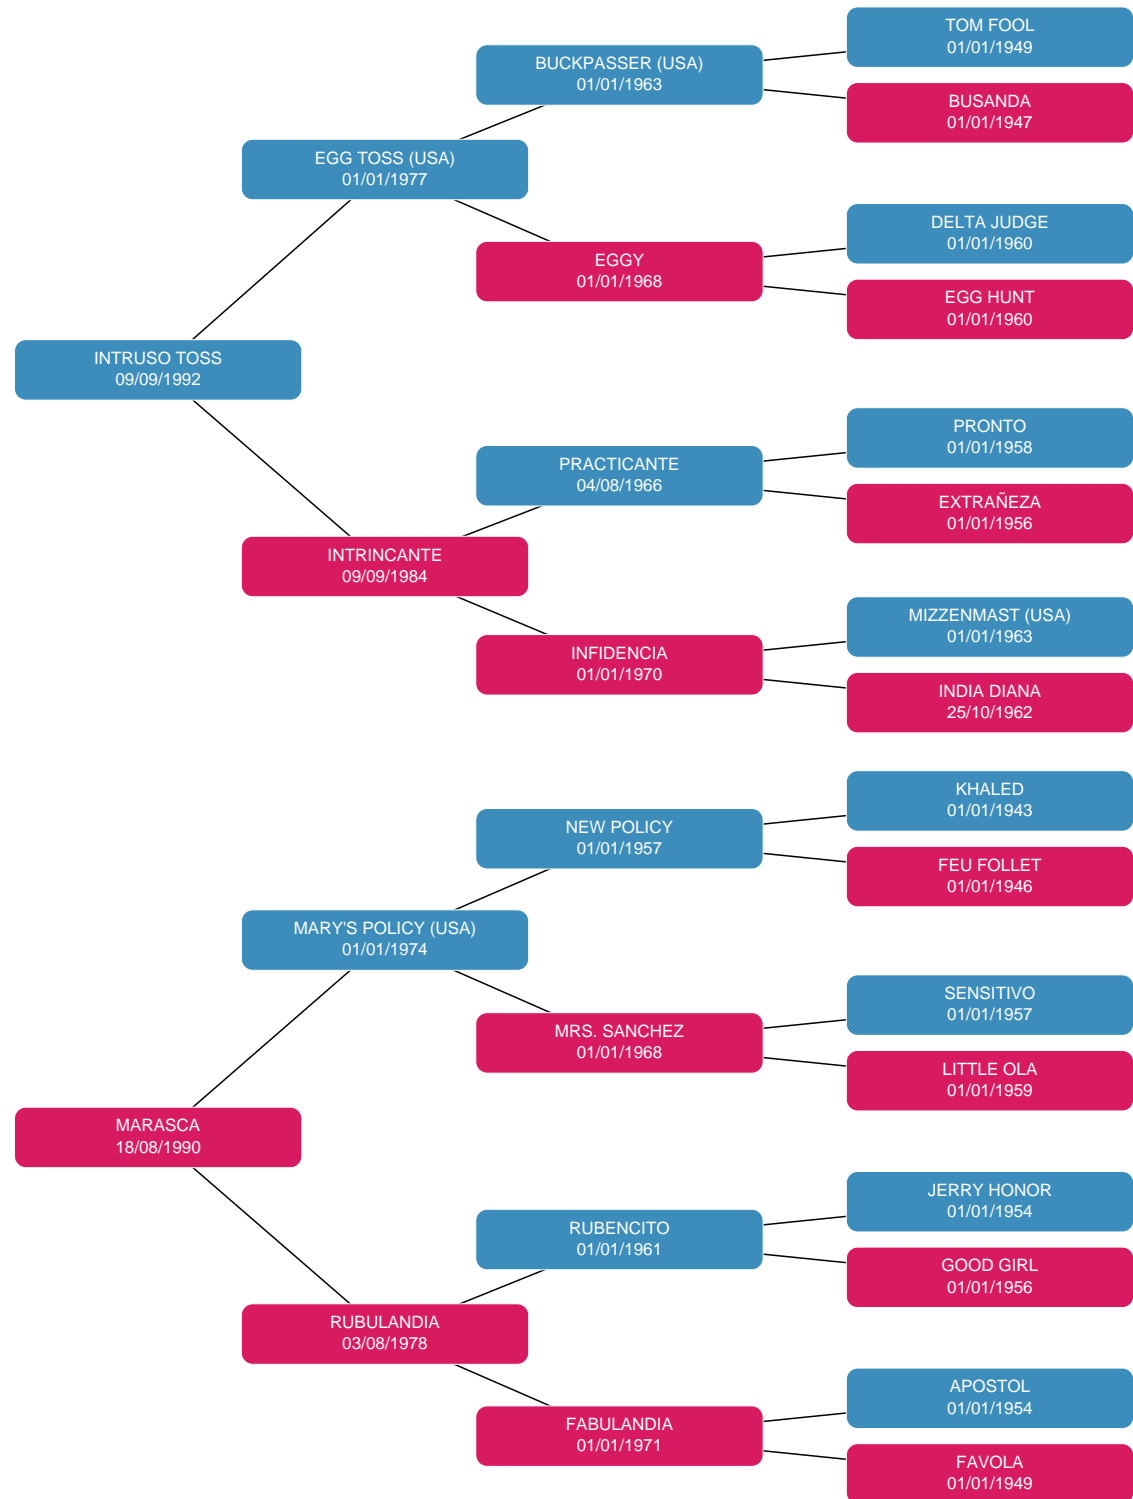 TOM FOOL
01/01/1949
BUCKPASSER (USA)
01/01/1963
BUSANDA
01/01/1947
EGG TOSS (USA)
01/01/1977
DELTA JUDGE
01/01/1960
EGGY
01/01/1968
EGG HUNT
01/01/1960
INTRUSO TOSS
09/09/1992
PRONTO
01/01/1958
PRACTICANTE
04/08/1966
EXTRAÑEZA
01/01/1956
INTRINCANTE
09/09/1984
MIZZENMAST (USA)
01/01/1963
INFIDENCIA
01/01/1970
INDIA DIANA
25/10/1962
KHALED
01/01/1943
NEW POLICY
01/01/1957
FEU FOLLET
01/01/1946
MARY'S POLICY (USA)
01/01/1974
SENSITIVO
01/01/1957
MRS. SANCHEZ
01/01/1968
LITTLE OLA
01/01/1959
MARASCA
18/08/1990
JERRY HONOR
01/01/1954
RUBENCITO
01/01/1961
GOOD GIRL
01/01/1956
RUBULANDIA
03/08/1978
APOSTOL
01/01/1954
FABULANDIA
01/01/1971
FAVOLA
01/01/1949